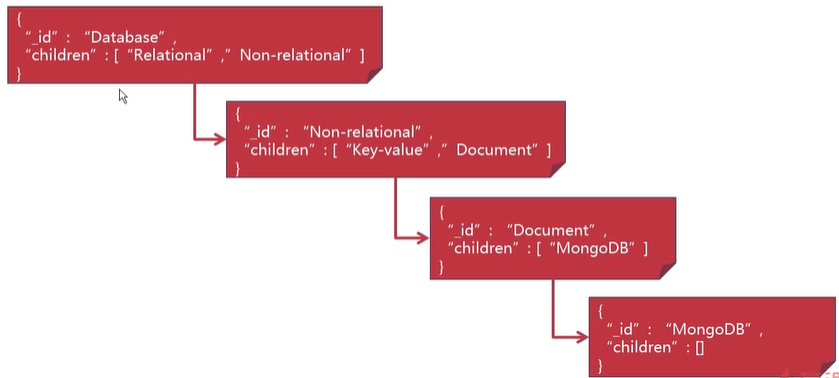 {
“_id” : “Database” ,
“children” : [ “Relational” ,” Non-relational” ]
}
{
“_id” : “Non-relational” ,
“children” : [ “Key-value” ,” Document” ]
}
{
“_id” : “Document” ,
“children” : [ “MongoDB” ]
}
{
“_id” : “MongoDB” ,
“children” : []
}